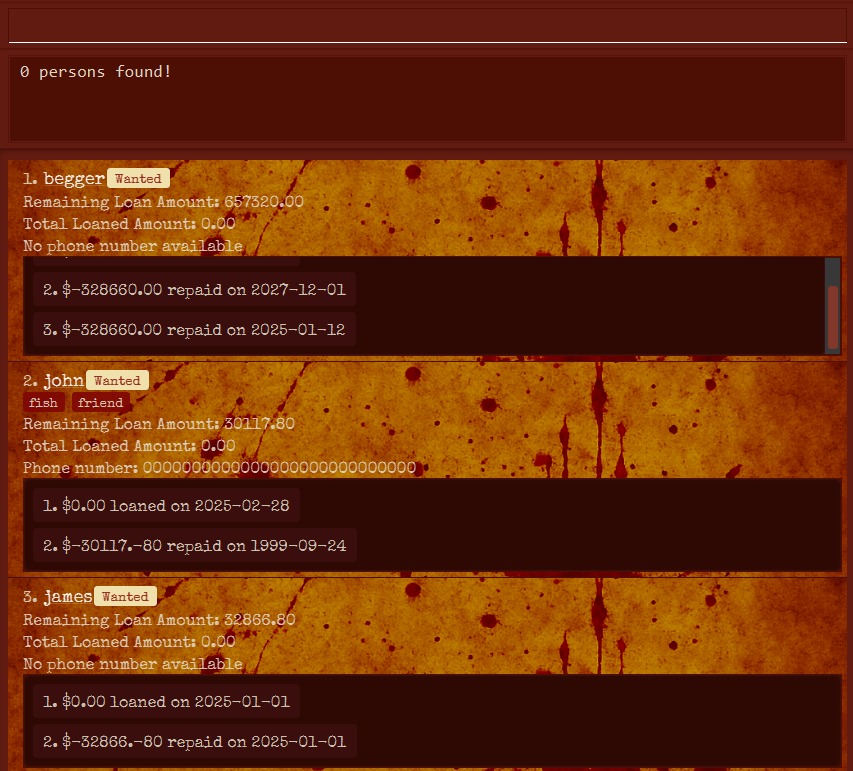 0 persons found!
1. begger Wanted
Remaining Loan Amount: 657320.00
Total Loaned Amount: 0.00
No phone number available
2. $-328660.00 repaid on 2027-12-01
3. $-328660.00 repaid on 2025-01-12
2. john Wanted
fish friend
Remaining Loan Amount: 30117.80
Total Loaned Amount: 0.00
Phone number: 000000000000000000000000000000
1. $0.00 loaned on 2025-02-28
2. $-30117.-80 repaid on 1999-09-24
3. james Wanted
Remaining Loan Amount: 32866.80
Total Loaned Amount: 0.00
No phone number available
1. $0.00 loaned on 2025-01-01
2. $-32866.-80 repaid on 2025-01-01